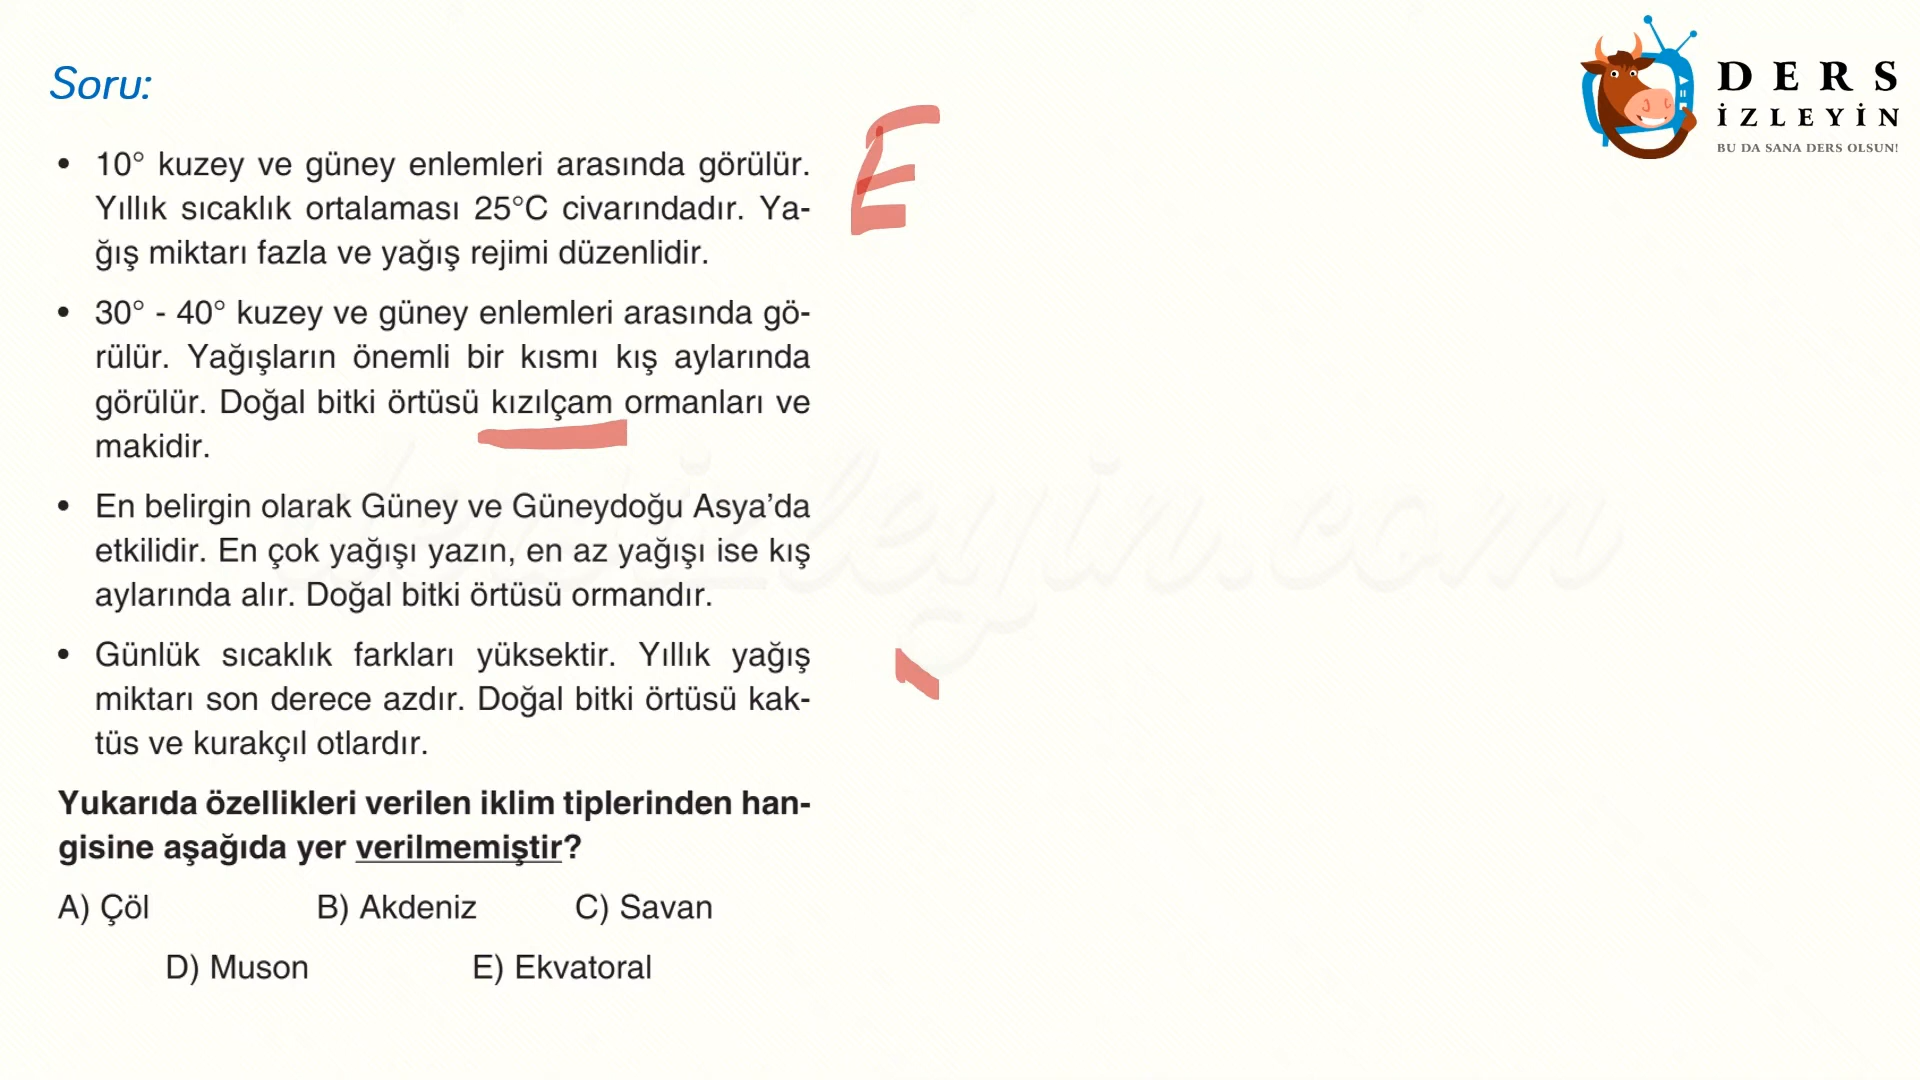 Soru:
DERS
İZLEYİN
BU DA SANA DERS OLSUN!
E
• 10° kuzey ve güney enlemleri arasında görülür.
Yıllık sıcaklık ortalaması 25°C civarındadır. Ya-
ğış miktarı fazla ve yağış rejimi düzenlidir.
• 30° - 40° kuzey ve güney enlemleri arasında gö-
rülür. Yağışların önemli bir kısmı kış aylarında
görülür. Doğal bitki örtüsü kızılçam ormanları ve
makidir.
• En belirgin olarak Güney ve Güneydoğu Asya’da
etkilidir. En çok yağışı yazın, en az yağışı ise kış
aylarında alır. Doğal bitki örtüsü ormandır.
• Günlük sıcaklık farkları yüksektir. Yıllık yağış
miktarı son derece azdır. Doğal bitki örtüsü kak-
tüs ve kurakçıl otlardır.
dersizleyin.com
Yukarıda özellikleri verilen iklim tiplerinden han-
gisine aşağıda yer verilmemiştir?
A) Çöl B) Akdeniz C) Savan
D) Muson E) Ekvatoral